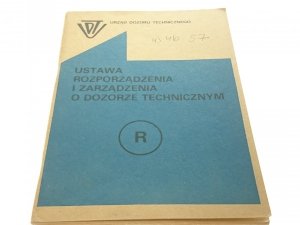 URZĄD DOZORU TECHNICZNEGO
USTAWA
ROZPORZĄDZENIA
I ZARZĄDZENIA
O DOZORZE TECHNICZNYM
R